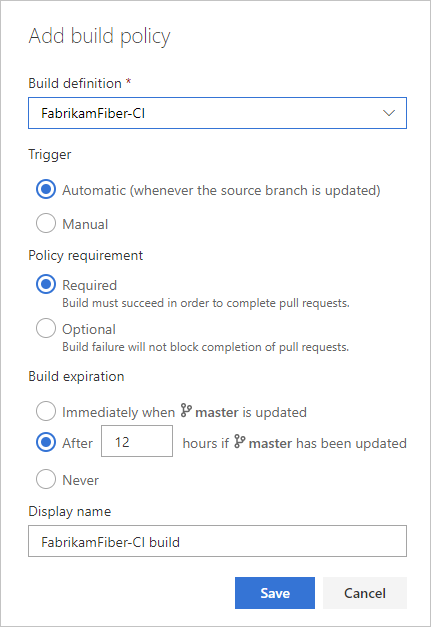 Add build policy
Build definition *
FabrikamFiber-CI
Trigger
Automatic (whenever the source branch is updated)
Manual
Policy requirement
Required
Build must succeed in order to complete pull requests.
Optional
Build failure will not block completion of pull requests.
Build expiration
Immediately when master is updated
After 12 hours if master has been updated
Never
Display name
FabrikamFiber-CI build
Save Cancel